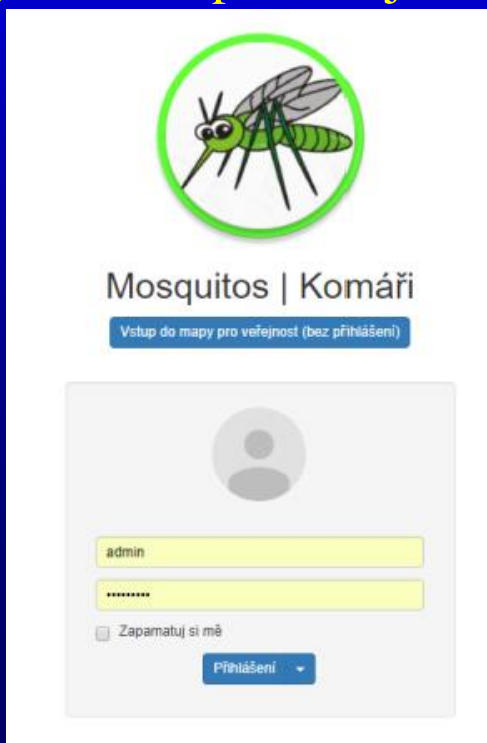 Mosquitos | Komáři
Vstup do mapy pro veřejnost (bez přihlášení)
admin
•••••••••
Zapamatuj si mě
Přihlášení